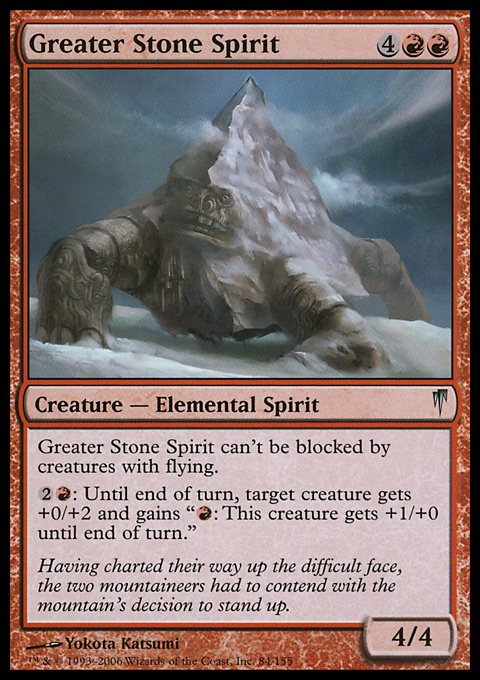 Greater Stone Spirit 4
Creature — Elemental Spirit
Greater Stone Spirit can't be blocked by
creatures with flying.
2: Until end of turn, target creature gets
+0/+2 and gains “: This creature gets +1/+0
until end of turn.”
Having charted their way up the difficult face,
the two mountaineers had to contend with the
mountain's decision to stand up.
Yokota Katsumi
™ & © 1993–2006 Wizards of the Coast, Inc. 84/155
4/4